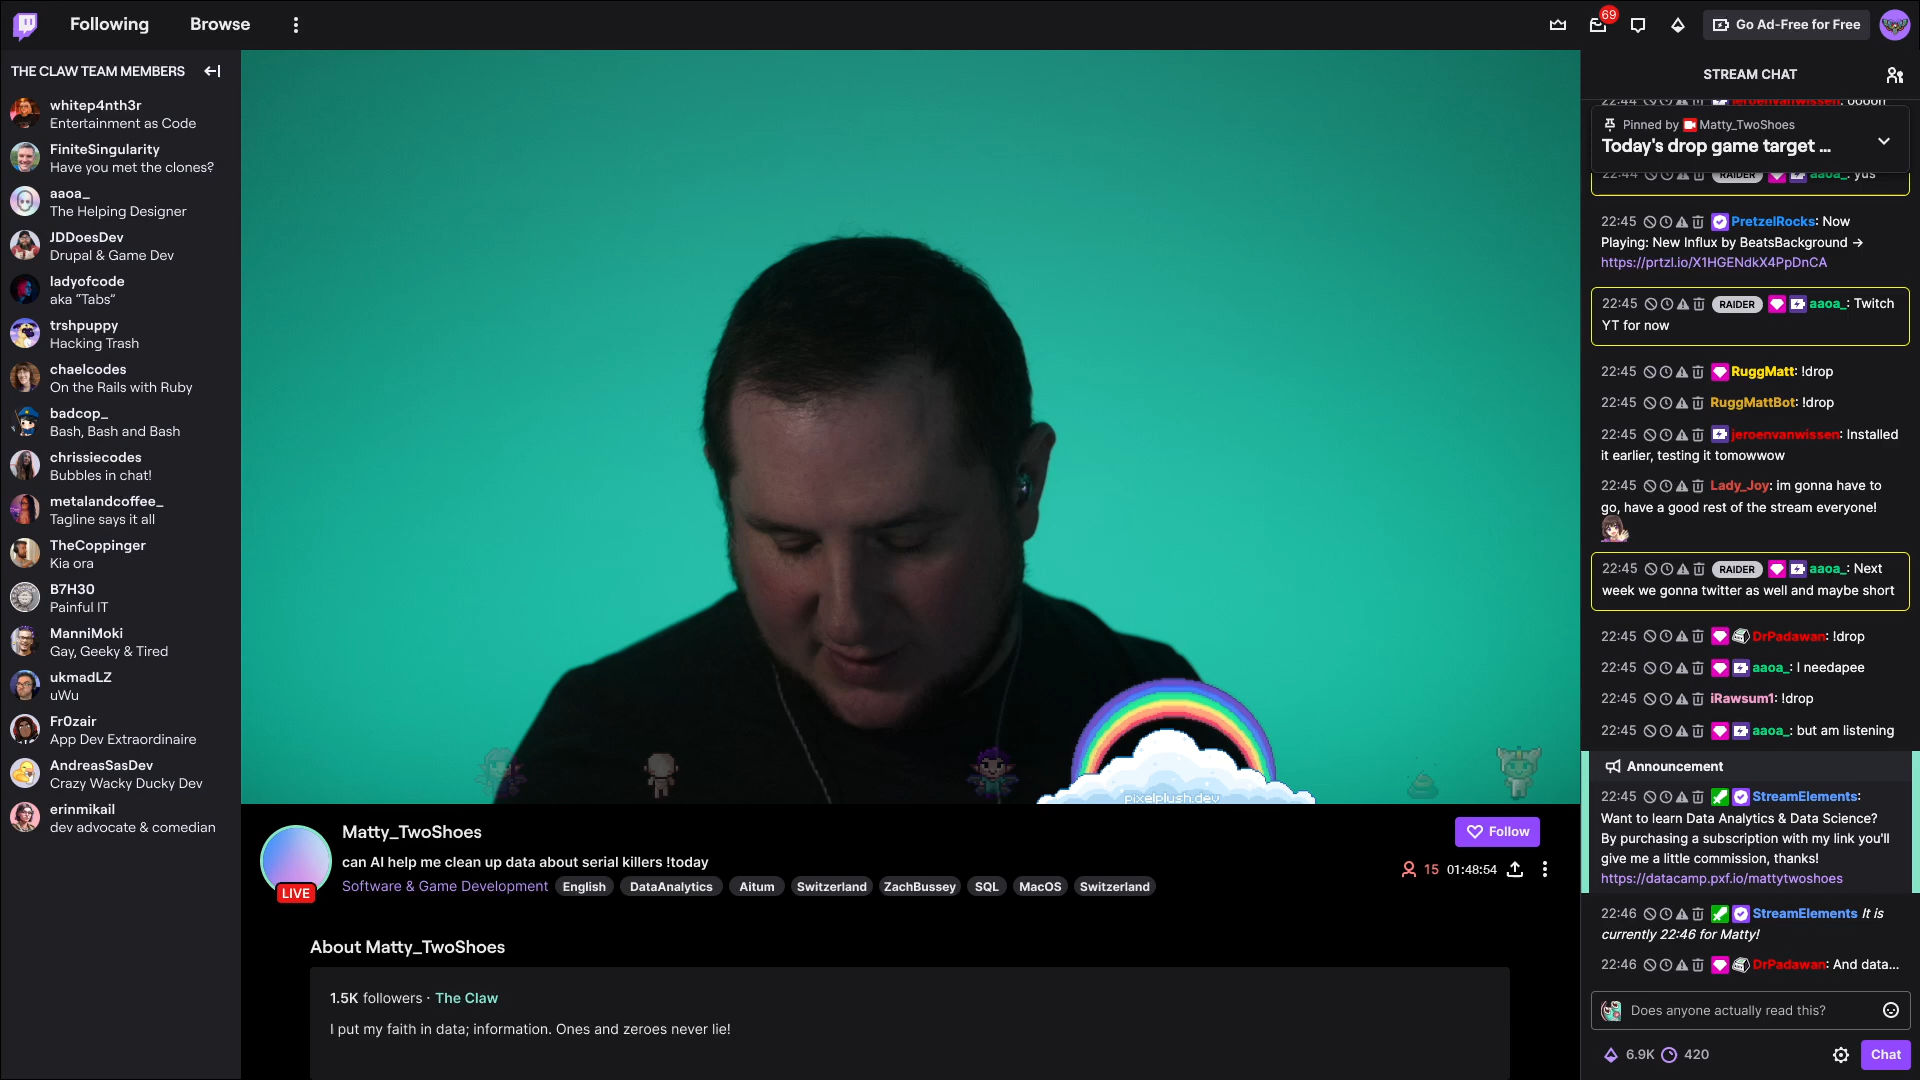 Following
Browse
69
Go Ad-Free for Free
THE CLAW TEAM MEMBERS
whitep4nth3r
Entertainment as Code
FiniteSingularity
Have you met the clones?
aaoa_
The Helping Designer
JDDoesDev
Drupal & Game Dev
ladyofcode
aka “Tabs”
trshpuppy
Hacking Trash
chaelcodes
On the Rails with Ruby
badcop_
Bash, Bash and Bash
chrissiecodes
Bubbles in chat!
metalandcoffee_
Tagline says it all
TheCoppinger
Kia ora
B7H30
Painful IT
ManniMoki
Gay, Geeky & Tired
ukmadLZ
uWu
Fr0zair
App Dev Extraordinaire
AndreasSasDev
Crazy Wacky Ducky Dev
erinmikail
dev advocate & comedian
pixelplush.dev
Matty_TwoShoes
can AI help me clean up data about serial killers !today
Software & Game Development English DataAnalytics Aitum Switzerland ZachBussey SQL MacOS Switzerland
LIVE
Follow
15 01:48:54
About Matty_TwoShoes
1.5K followers · The Claw
I put my faith in data; information. Ones and zeroes never lie!
STREAM CHAT
22:44 jeroenvanwissen: ooooh
Pinned by Matty_TwoShoes
Today's drop game target ...
22:44 RAIDER aaoa_: yus
22:45 PretzelRocks: Now
Playing: New Influx by BeatsBackground ->
https://prtzl.io/X1HGENdkX4PpDnCA
22:45 RAIDER aaoa_: Twitch
YT for now
22:45 RuggMatt: !drop
22:45 RuggMattBot: !drop
22:45 jeroenvanwissen: Installed
it earlier, testing it tomowwow
22:45 Lady_Joy: im gonna have to
go, have a good rest of the stream everyone!
22:45 RAIDER aaoa_: Next
week we gonna twitter as well and maybe short
22:45 DrPadawan: !drop
22:45 aaoa_: I needapee
22:45 iRawsum1: !drop
22:45 aaoa_: but am listening
Announcement
22:45 StreamElements:
Want to learn Data Analytics & Data Science?
By purchasing a subscription with my link you'll
give me a little commission, thanks!
https://datacamp.pxf.io/mattytwoshoes
22:46 StreamElements It is
currently 22:46 for Matty!
22:46 DrPadawan: And data...
Does anyone actually read this?
6.9K 420
Chat